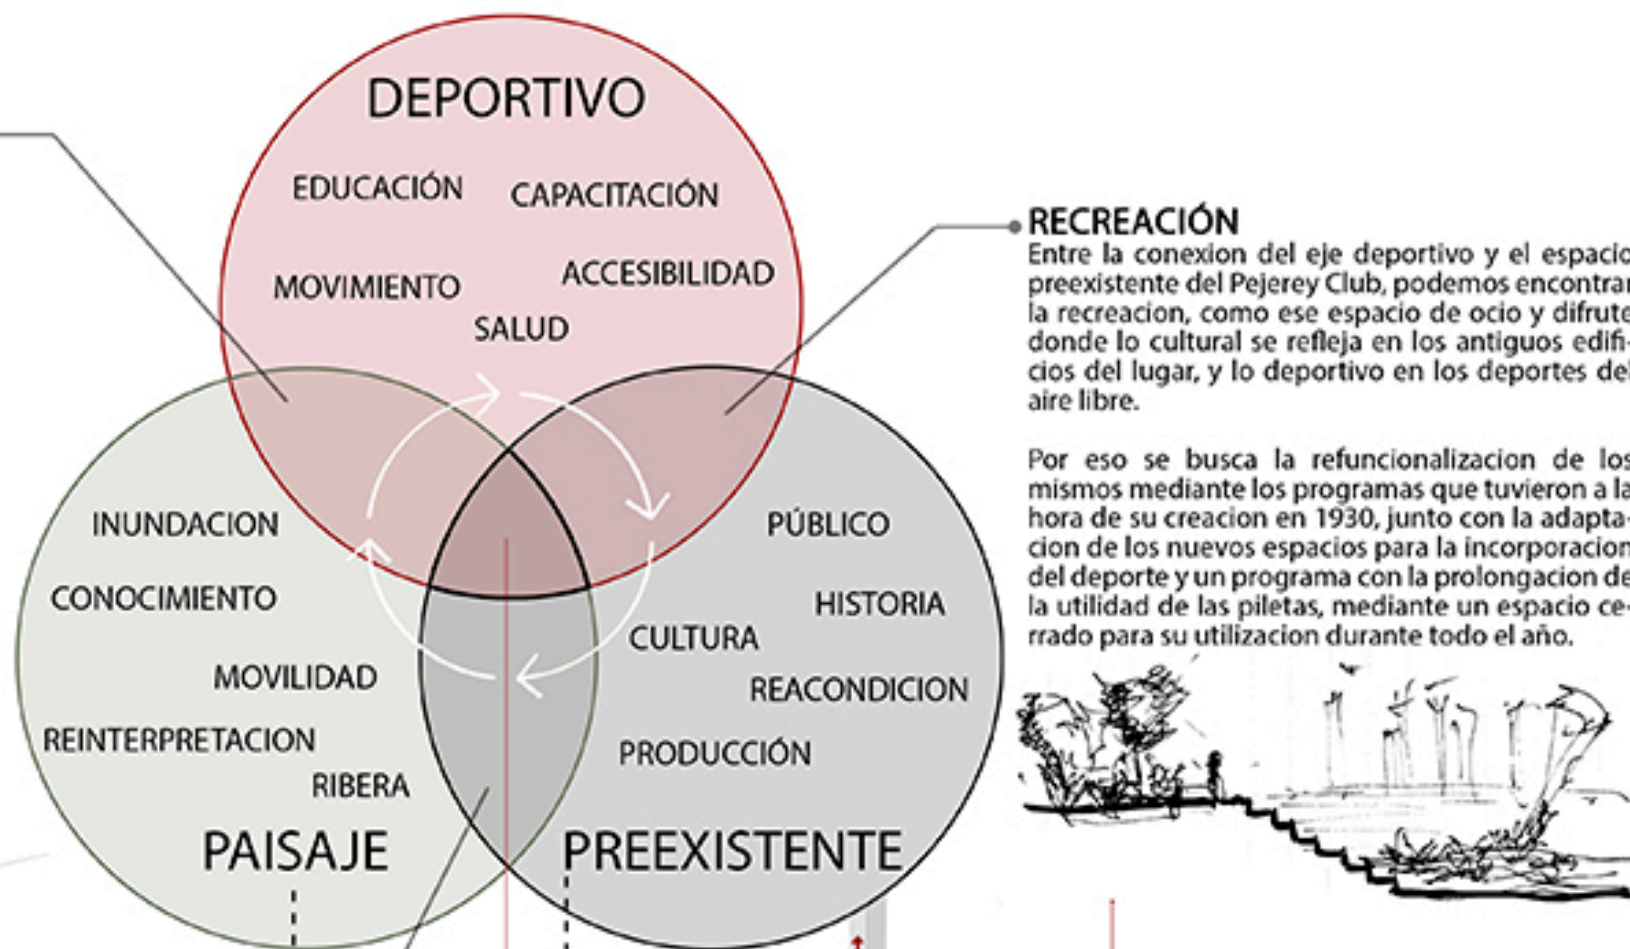 DEPORTIVO
EDUCACIÓN
CAPACITACIÓN
MOVIMIENTO
ACCESIBILIDAD
SALUD
INUNDACION
CONOCIMIENTO
MOVILIDAD
REINTERPRETACION
RIBERA
PAISAJE
PÚBLICO
HISTORIA
CULTURA
REACONDICION
PRODUCCIÓN
PREEXISTENTE
RECREACIÓN
Entre la conexion del eje deportivo y el espacio
preexistente del Pejerey Club, podemos encontrar
la recreacion, como ese espacio de ocio y difrute
donde lo cultural se refleja en los antiguos edifi-
cios del lugar, y lo deportivo en los deportes del
aire libre.
Por eso se busca la refuncionalizacion de los
mismos mediante los programas que tuvieron a la
hora de su creacion en 1930, junto con la adapta-
cion de los nuevos espacios para la incorporacion
del deporte y un programa con la prolongacion de
la utilidad de las piletas, mediante un espacio ce-
rrado para su utilizacion durante todo el año.